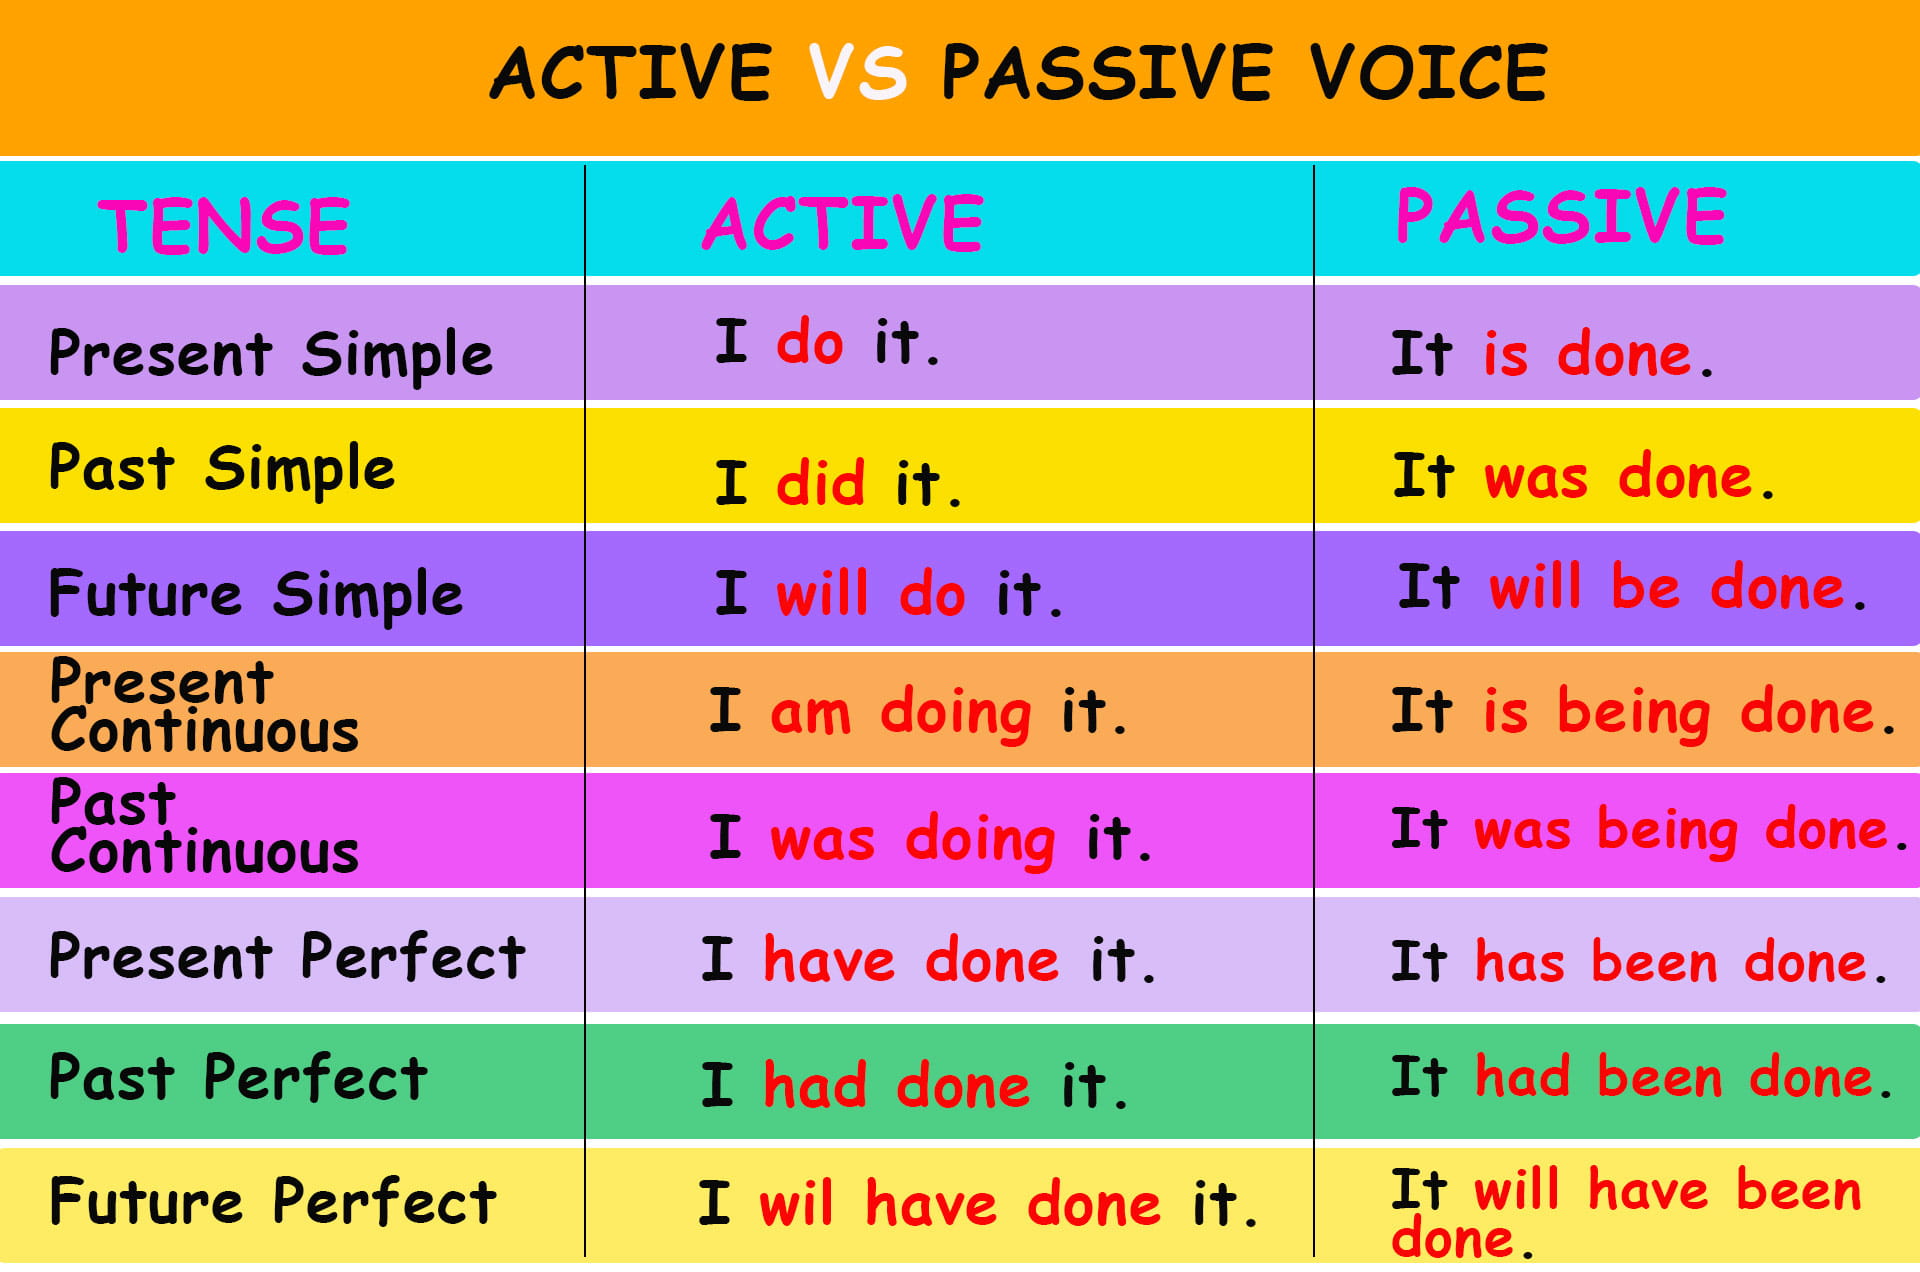 ACTIVE VS PASSIVE VOICE
TENSE ACTIVE PASSIVE
Present Simple I do it. It is done.
Past Simple I did it. It was done.
Future Simple I will do it. It will be done.
Present
Continuous I am doing it. It is being done.
Past
Continuous I was doing it. It was being done.
Present Perfect I have done it. It has been done.
Past Perfect I had done it. It had been done.
Future Perfect I wil have done it. It will have been
done.